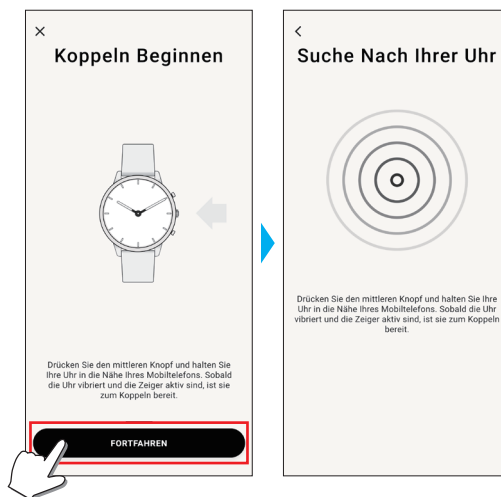 Koppeln Beginnen
Drücken Sie den mittleren Knopf und halten Sie
Ihre Uhr in die Nähe Ihres Mobiltelefons. Sobald
die Uhr vibriert und die Zeiger aktiv sind, ist sie
zum Koppeln bereit.
FORTFAHREN
Suche Nach Ihrer Uhr
Drücken Sie den mittleren Knopf und halten Sie Ihre
Uhr in die Nähe Ihres Mobiltelefons. Sobald die Uhr
vibriert und die Zeiger aktiv sind, ist sie zum Koppeln
bereit.